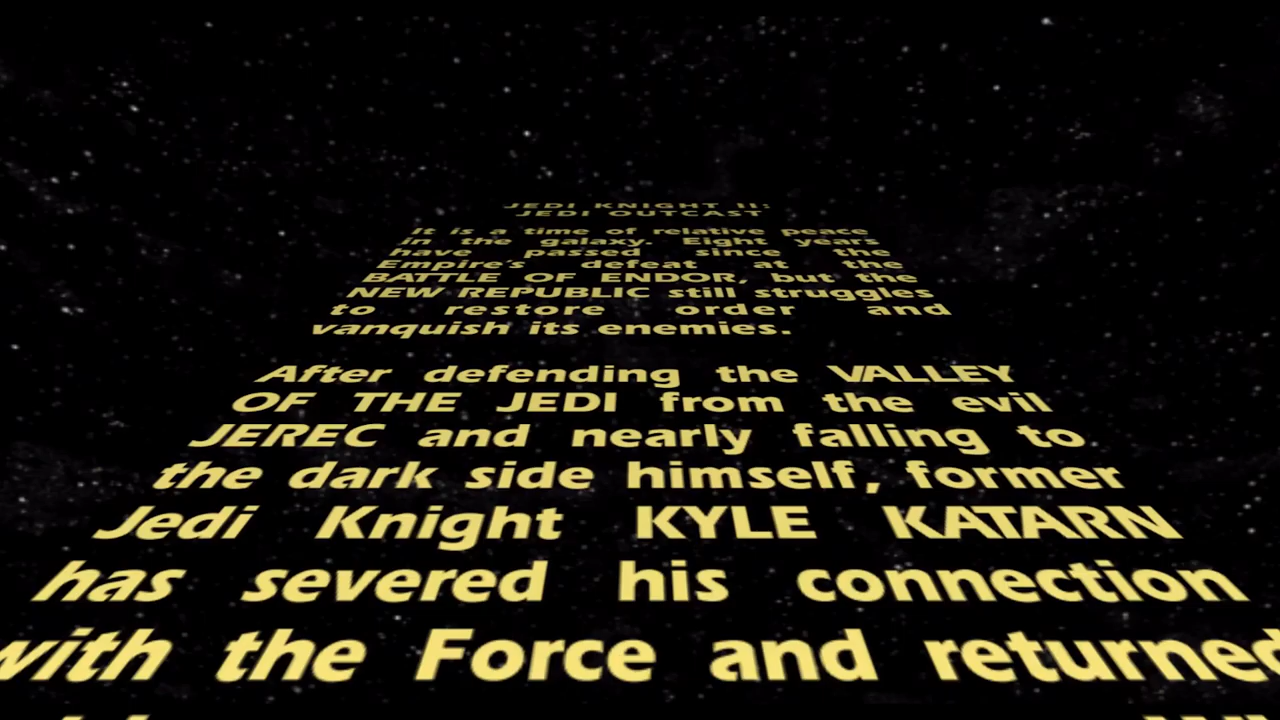 JEDI KNIGHT II:
JEDI OUTCAST
It is a time of relative peace
in the galaxy. Eight years
have passed since the
Empire's defeat at the
BATTLE OF ENDOR, but the
NEW REPUBLIC still struggles
to restore order and
vanquish its enemies.
After defending the VALLEY
OF THE JEDI from the evil
JEREC and nearly falling to
the dark side himself, former
Jedi Knight KYLE KATARN
has severed his connection
with the Force and returned